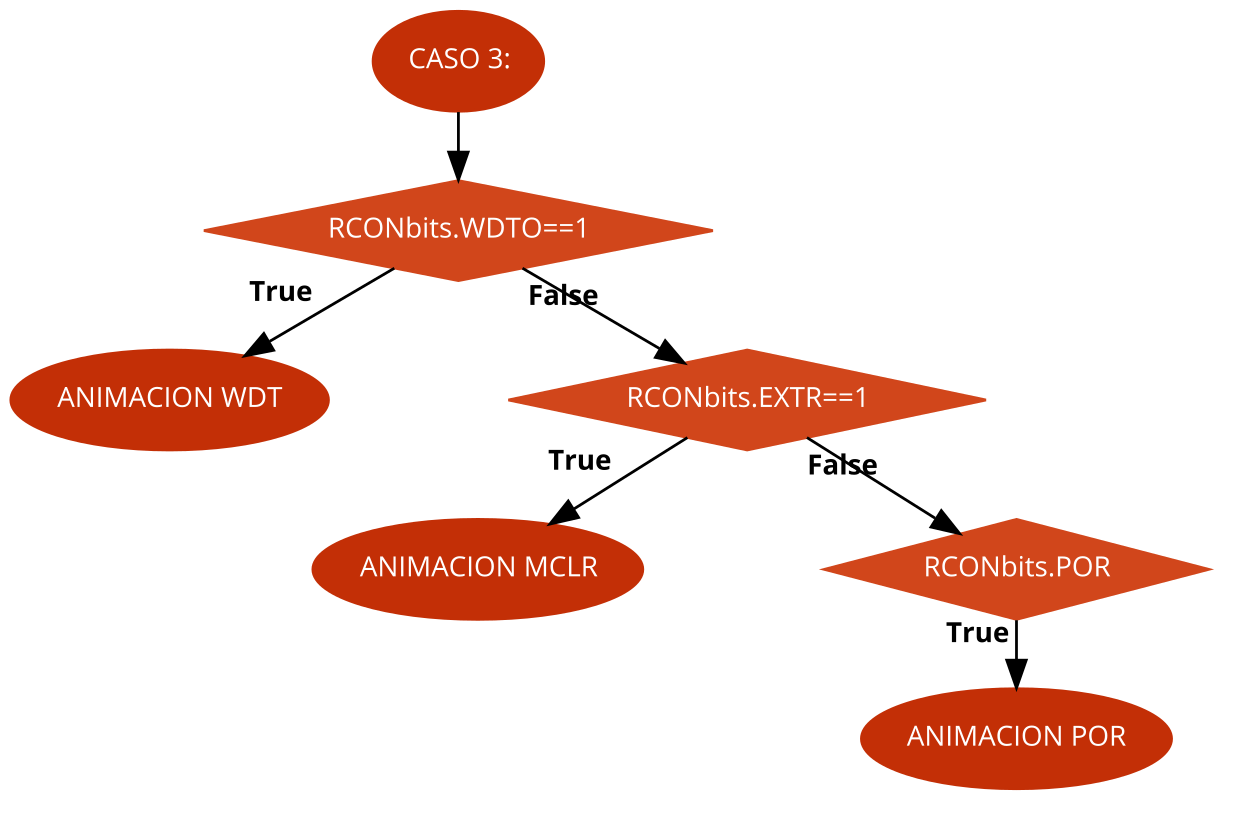 CASO 3:
RCONbits.WDTO==1
True
False
ANIMACION WDT
RCONbits.EXTR==1
True
False
ANIMACION MCLR
RCONbits.POR
True
ANIMACION POR